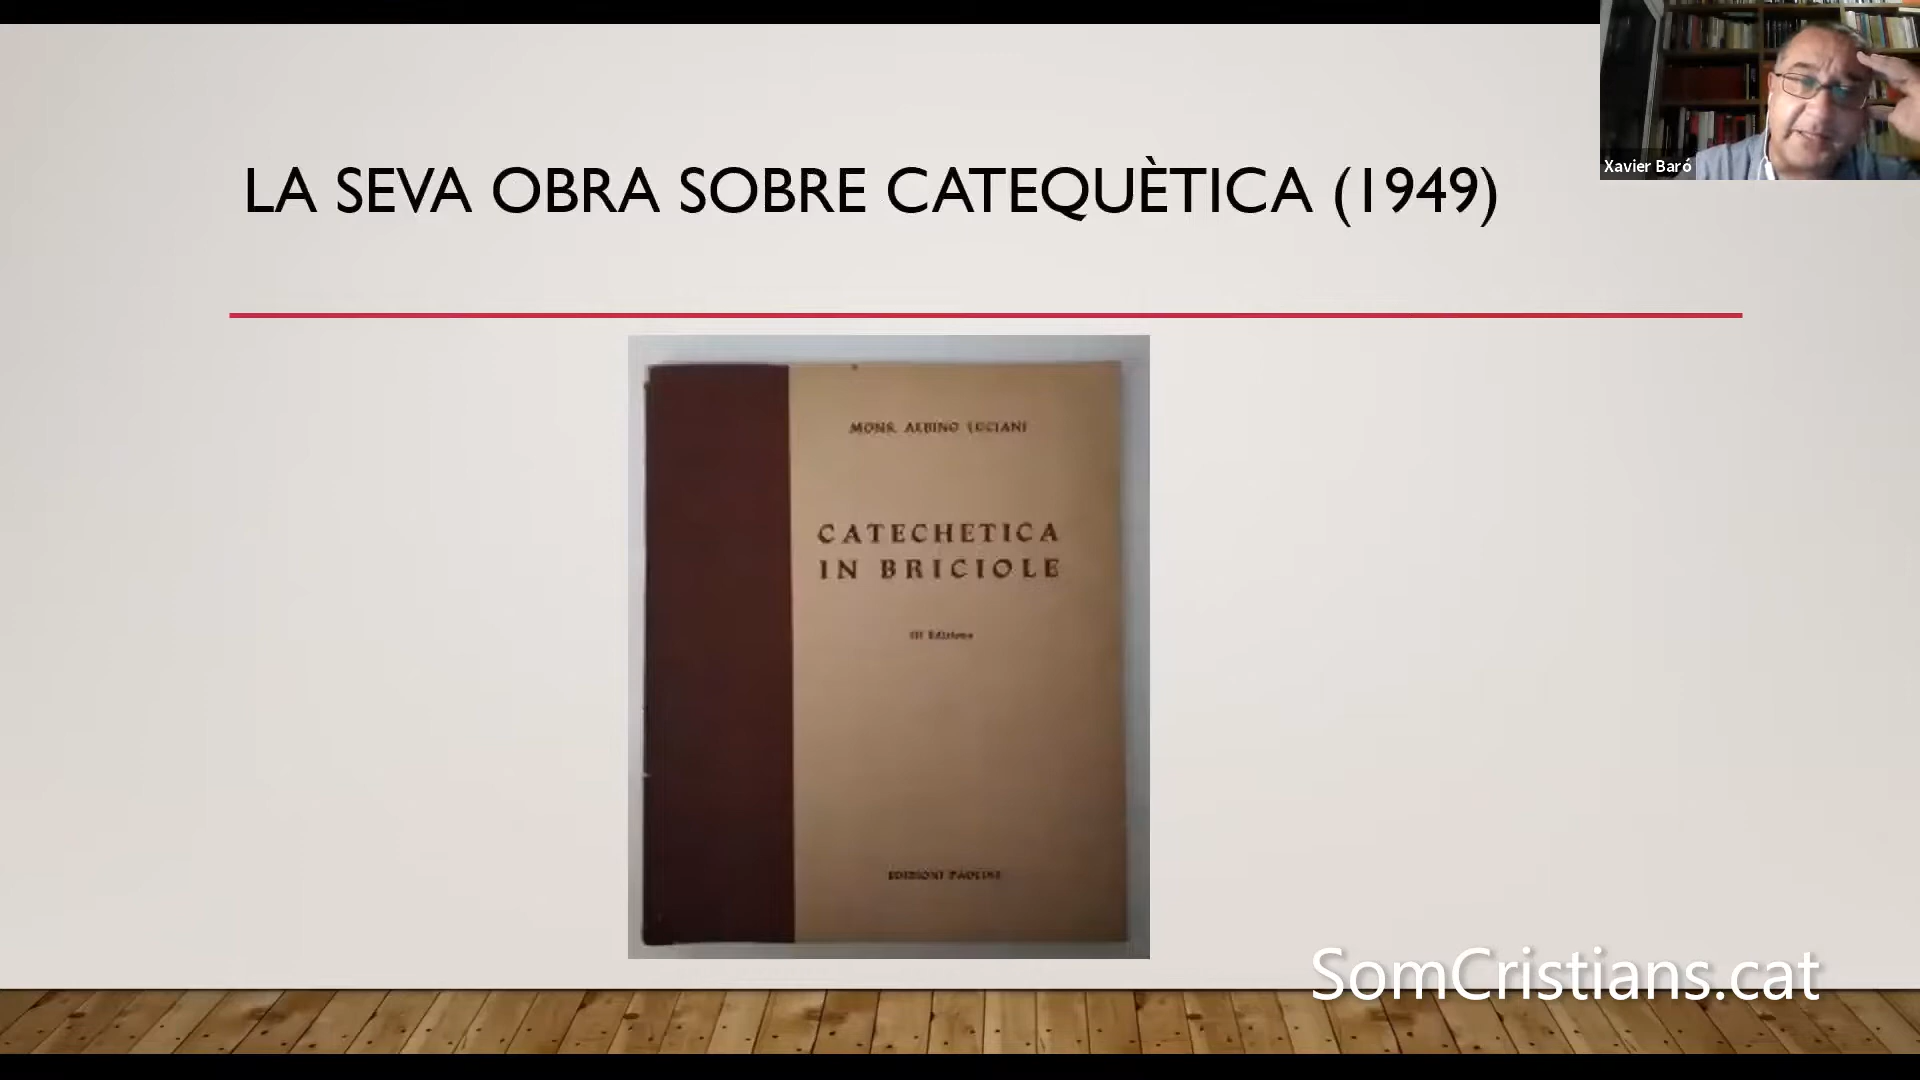 LA SEVA OBRA SOBRE CATEQUÈTICA (1949)
Xavier Baró
MONS. ALBINO LUCIANI
CATECHETICA
IN BRICIOLE
III Edizione
EDIZIONI PAOLINE
SomCristians.cat